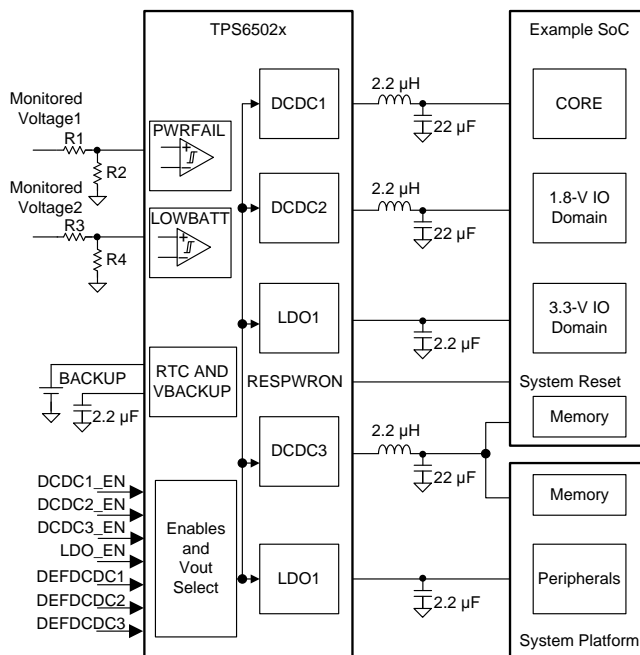 TPS6502x
Example SoC
Monitored
Voltage1
R1
R2
PWRFAIL
DCDC1
2.2 µH
22 µF
CORE
Monitored
Voltage2
R3
R4
LOWBATT
DCDC2
2.2 µH
22 µF
1.8-V IO
Domain
LDO1
2.2 µF
3.3-V IO
Domain
BACKUP
2.2 µF
RTC AND
VBACKUP
RESPWRON
System Reset
Memory
DCDC3
2.2 µH
22 µF
Memory
DCDC1_EN
DCDC2_EN
DCDC3_EN
LDO_EN
DEFDCDC1
DEFDCDC2
DEFDCDC3
Enables
and
Vout
Select
LDO1
2.2 µF
Peripherals
System Platform